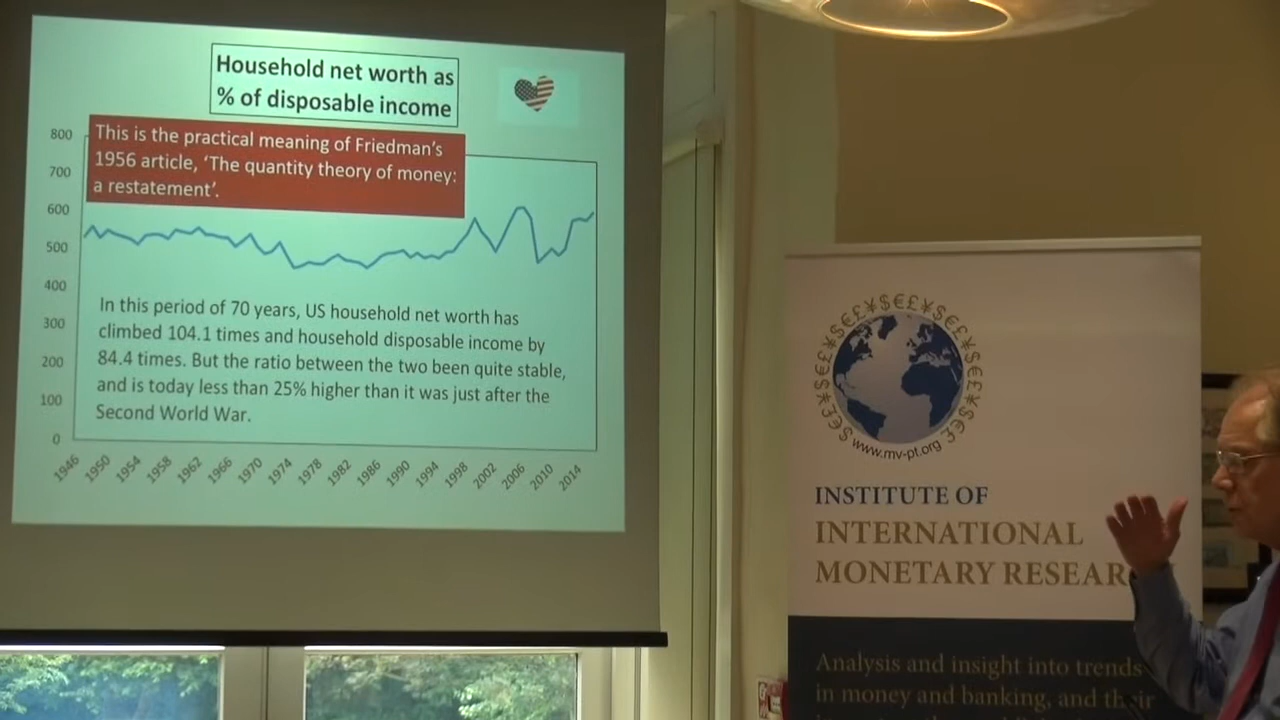 Household net worth as
% of disposable income
This is the practical meaning of Friedman's
1956 article, 'The quantity theory of money:
a restatement'.
800
700
600
500
400
300
200
100
0
In this period of 70 years, US household net worth has
climbed 104.1 times and household disposable income by
84.4 times. But the ratio between the two been quite stable,
and is today less than 25% higher than it was just after the
Second World War.
1946 1950 1954 1958 1962 1966 1970 1974 1978 1982 1986 1990 1994 1998 2002 2006 2010 2014
www.mv-pt.org
INSTITUTE OF
INTERNATIONAL
MONETARY RESEAR
Analysis and insight into trends
in money and banking, and their